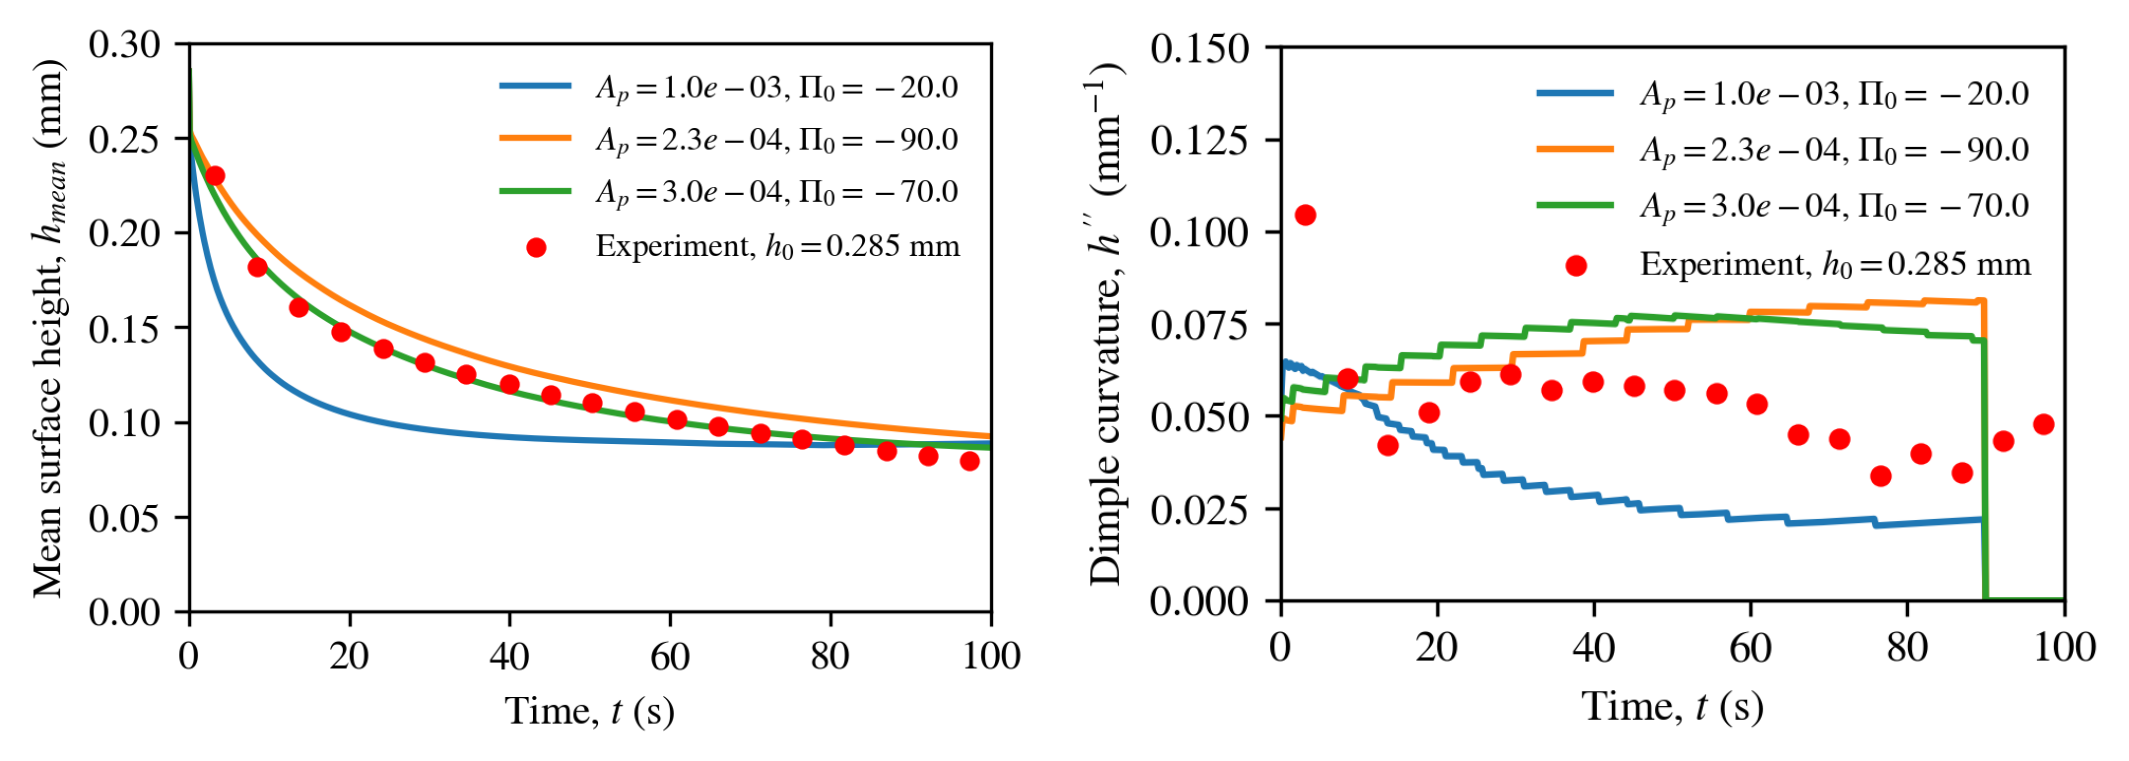 0.30
0.25
0.20
0.15
0.10
0.05
0.00
Mean surface height, h_{mean} (mm)
0 20 40 60 80 100
Time, t (s)
A_p = 1.0e − 03, Π_0 = −20.0
A_p = 2.3e − 04, Π_0 = −90.0
A_p = 3.0e − 04, Π_0 = −70.0
Experiment, h_0 = 0.285 mm
0.150
0.125
0.100
0.075
0.050
0.025
0.000
Dimple curvature, h'' (mm^{−1})
0 20 40 60 80 100
Time, t (s)
A_p = 1.0e − 03, Π_0 = −20.0
A_p = 2.3e − 04, Π_0 = −90.0
A_p = 3.0e − 04, Π_0 = −70.0
Experiment, h_0 = 0.285 mm